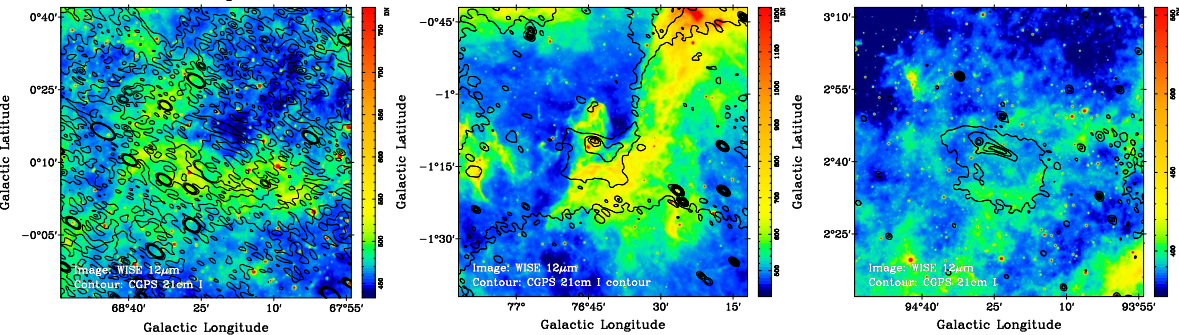 Galactic Latitude
0°40'
0°25'
0°10'
−0°05'
Image: WISE 12μm
Contour: CGPS 21cm I
68°40'
25'
10'
67°55'
Galactic Longitude
DN
750
700
650
600
550
500
450
Galactic Latitude
−0°45'
−1°
−1°15'
−1°30'
Image: WISE 12μm
Contour: CGPS 21cm I contour
77°
76°45'
30'
15'
Galactic Longitude
DN
1200
1100
1000
900
800
700
600
500
Galactic Latitude
3°10'
2°55'
2°40'
2°25'
Image: WISE 12μm
Contour: CGPS 21cm I
94°40'
25'
10'
93°55'
Galactic Longitude